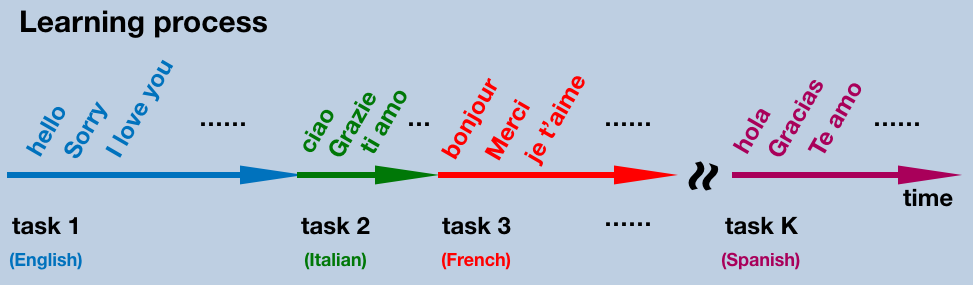 Learning process
hello
Sorry
I love you
......
ciao
Grazie
ti amo
...
bonjour
Merci
je t'aime
......
hola
Gracias
Te amo
......
time
task 1
task 2
task 3
......
task K
(English)
(Italian)
(French)
(Spanish)